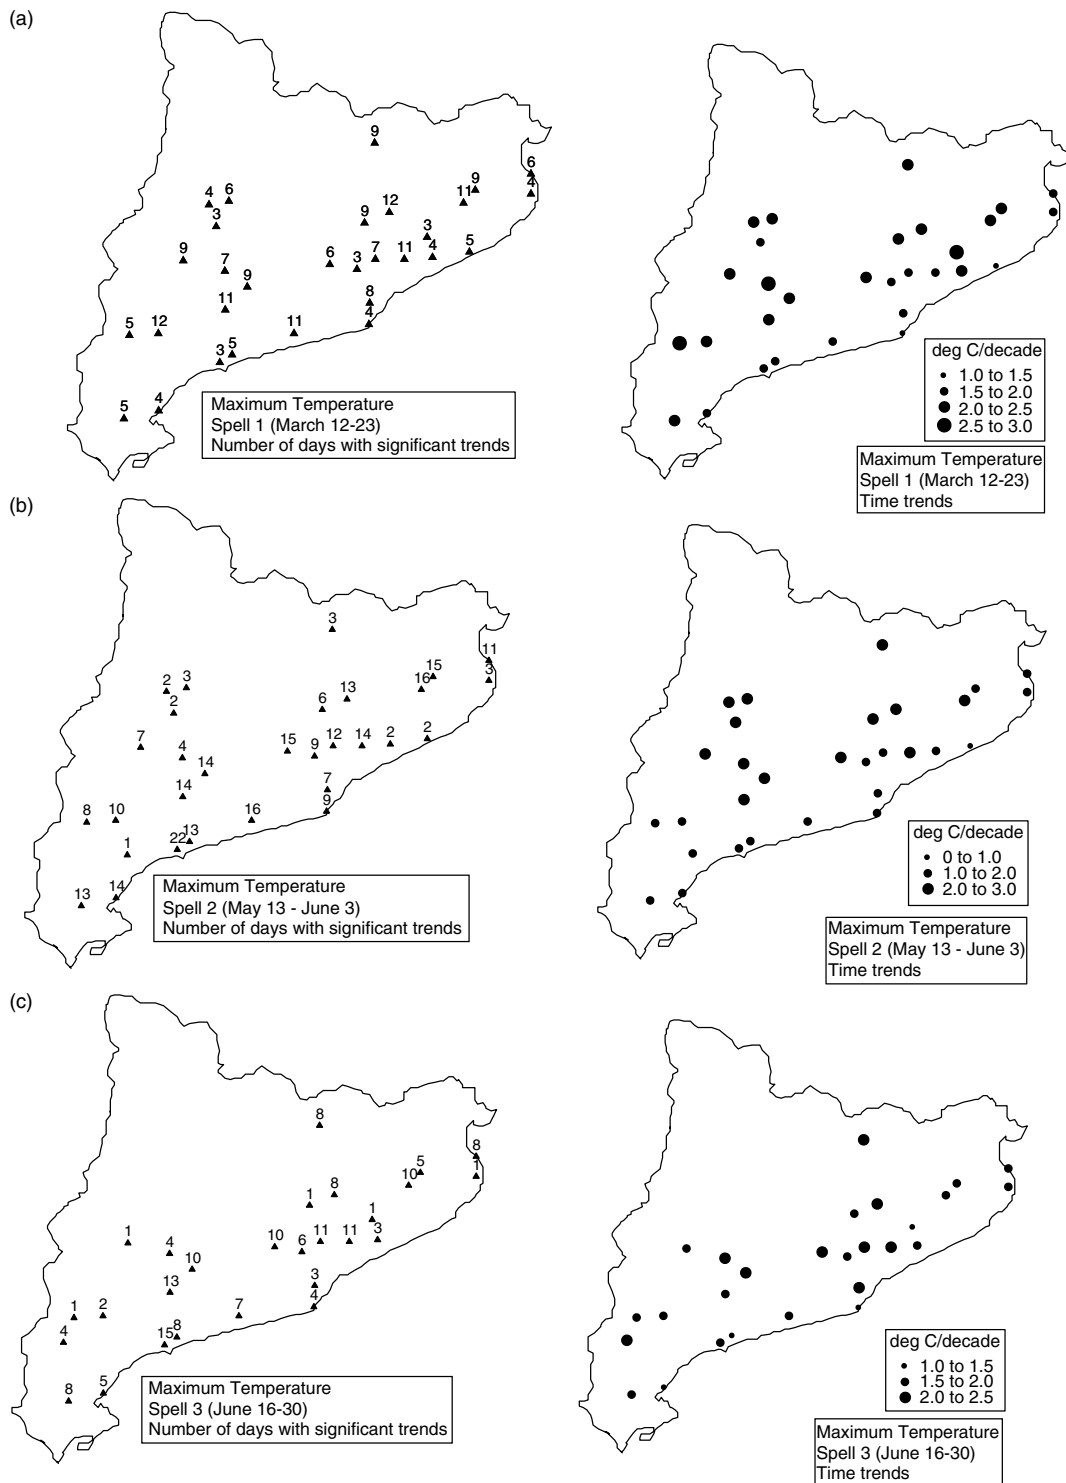 (a)
9
6
4
9
11
12
9
3
4
5
11
7
3
6
4
6
3
9
7
9
11
8
4
11
5
12
5
3
4
5
Maximum Temperature
Spell 1 (March 12-23)
Number of days with significant trends
deg C/decade
1.0 to 1.5
1.5 to 2.0
2.0 to 2.5
2.5 to 3.0
Maximum Temperature
Spell 1 (March 12-23)
Time trends
(b)
3
11
3
15
16
13
6
2
2
14
12
9
15
2
3
2
7
4
14
14
7
9
16
8
10
13
22
1
14
13
Maximum Temperature
Spell 2 (May 13 - June 3)
Number of days with significant trends
deg C/decade
0 to 1.0
1.0 to 2.0
2.0 to 3.0
Maximum Temperature
Spell 2 (May 13 - June 3)
Time trends
(c)
8
8
1
5
10
8
1
1
3
11
11
6
10
1
4
10
13
3
4
7
1
2
4
8
15
5
8
Maximum Temperature
Spell 3 (June 16-30)
Number of days with significant trends
deg C/decade
1.0 to 1.5
1.5 to 2.0
2.0 to 2.5
Maximum Temperature
Spell 3 (June 16-30)
Time trends